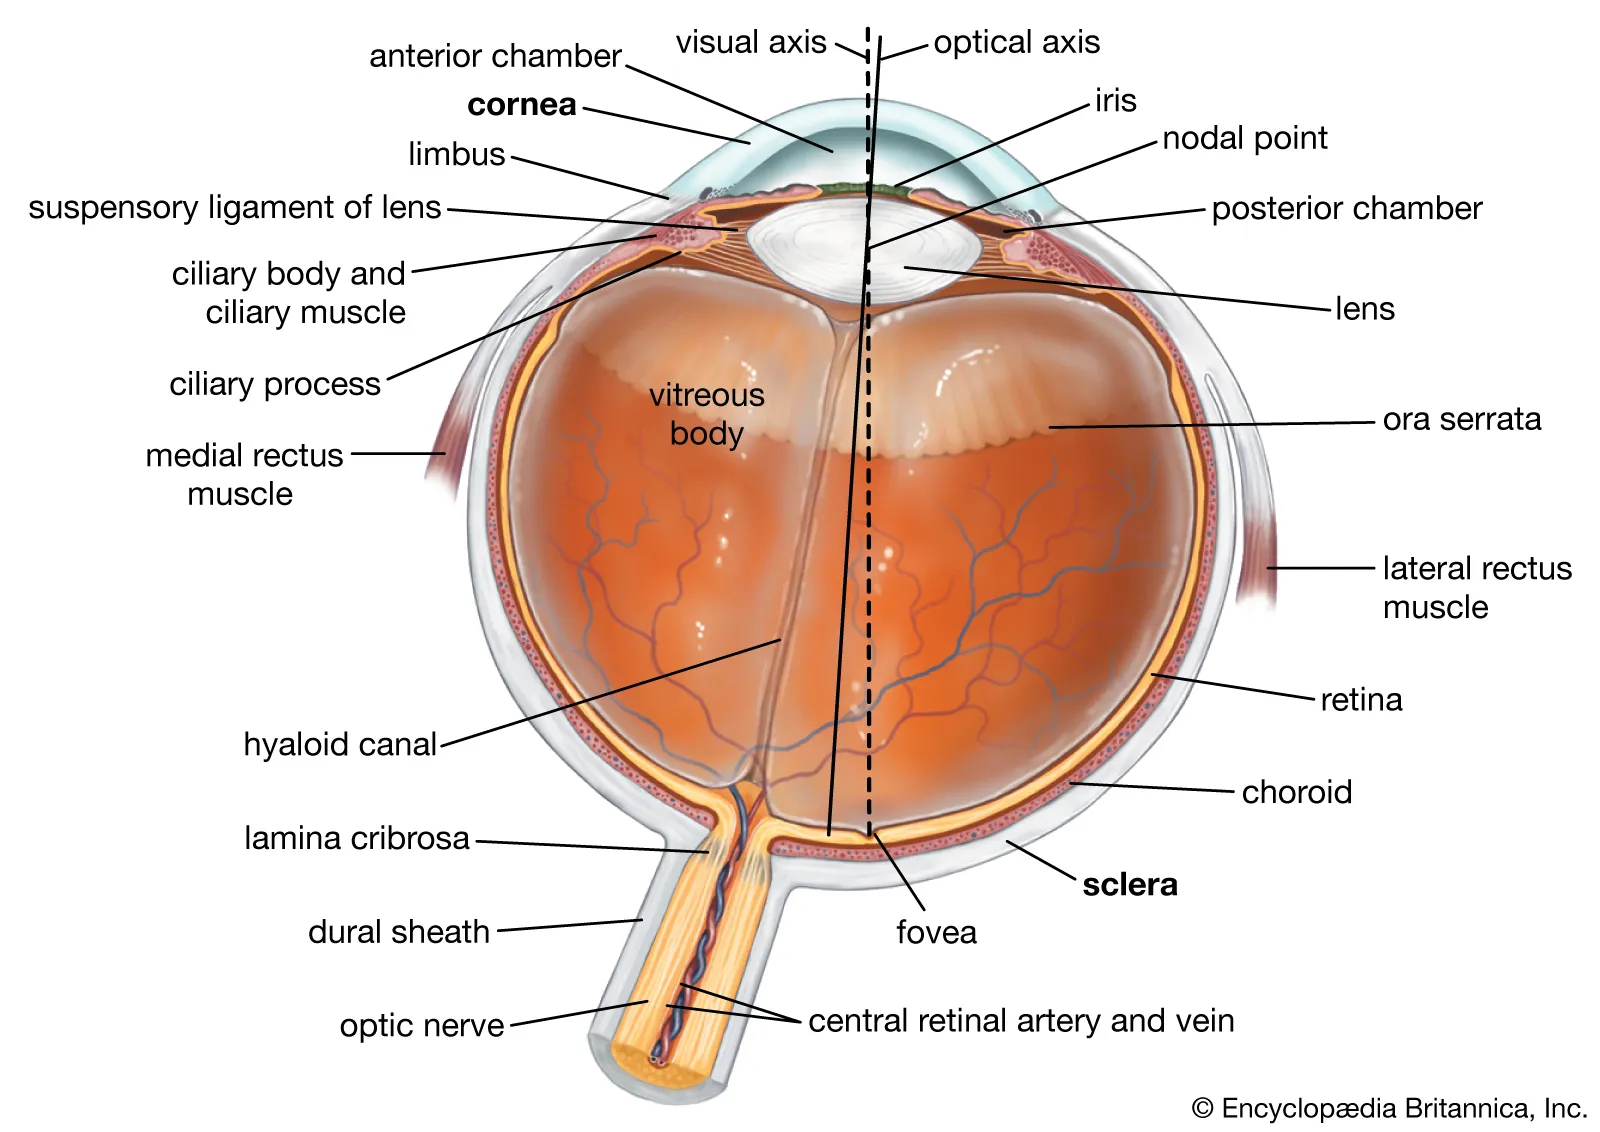 visual axis
optical axis
anterior chamber
cornea
iris
nodal point
limbus
suspensory ligament of lens
posterior chamber
ciliary body and
ciliary muscle
lens
ciliary process
vitreous
body
ora serrata
medial rectus
muscle
lateral rectus
muscle
retina
hyaloid canal
choroid
lamina cribrosa
sclera
dural sheath
fovea
optic nerve
central retinal artery and vein
© Encyclopædia Britannica, Inc.